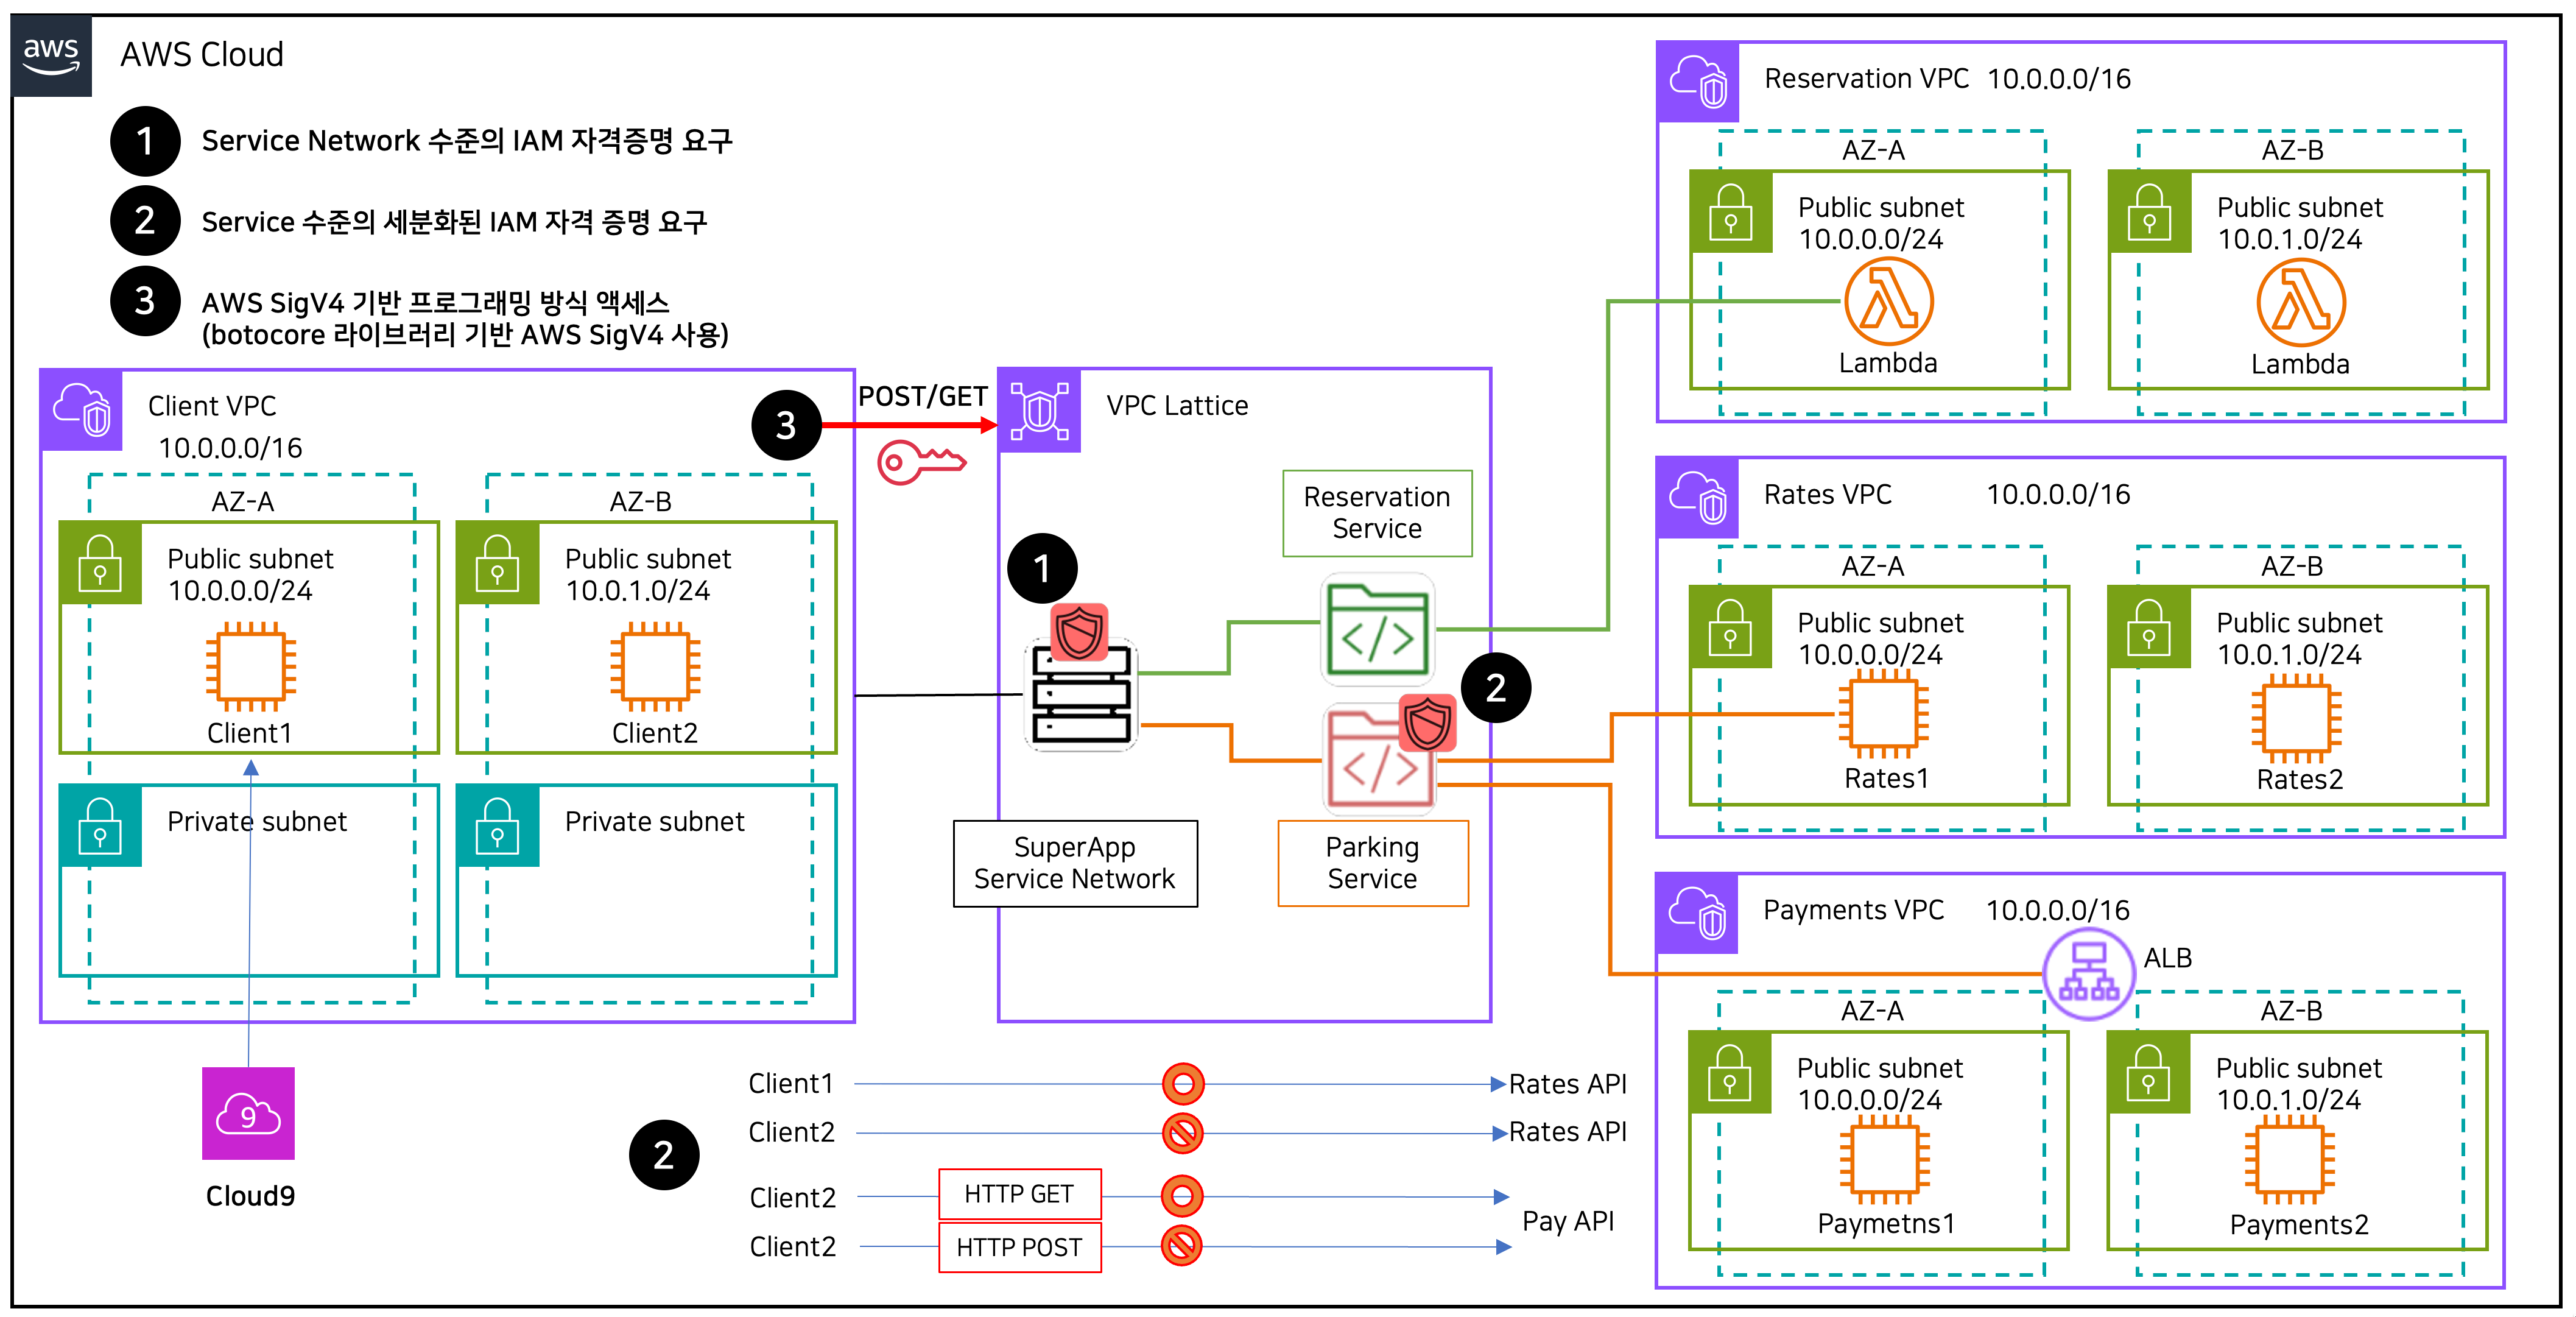 aws
AWS Cloud
1
Service Network 수준의 IAM 자격증명 요구
2
Service 수준의 세분화된 IAM 자격 증명 요구
3
AWS SigV4 기반 프로그래밍 방식 액세스
(botocore 라이브러리 기반 AWS SigV4 사용)
Client VPC
10.0.0.0/16
AZ-A
Public subnet
10.0.0.0/24
Client1
Private subnet
AZ-B
Public subnet
10.0.1.0/24
Client2
Private subnet
9
Cloud9
3
POST/GET
VPC Lattice
Reservation
Service
1
2
SuperApp
Service Network
Parking
Service
Reservation VPC 10.0.0.0/16
AZ-A
Public subnet
10.0.0.0/24
Lambda
AZ-B
Public subnet
10.0.1.0/24
Lambda
Rates VPC 10.0.0.0/16
AZ-A
Public subnet
10.0.0.0/24
Rates1
AZ-B
Public subnet
10.0.1.0/24
Rates2
Payments VPC 10.0.0.0/16
ALB
AZ-A
Public subnet
10.0.0.0/24
Paymetns1
AZ-B
Public subnet
10.0.1.0/24
Payments2
2
Client1 Rates API
Client2 Rates API
Client2 HTTP GET
Pay API
Client2 HTTP POST